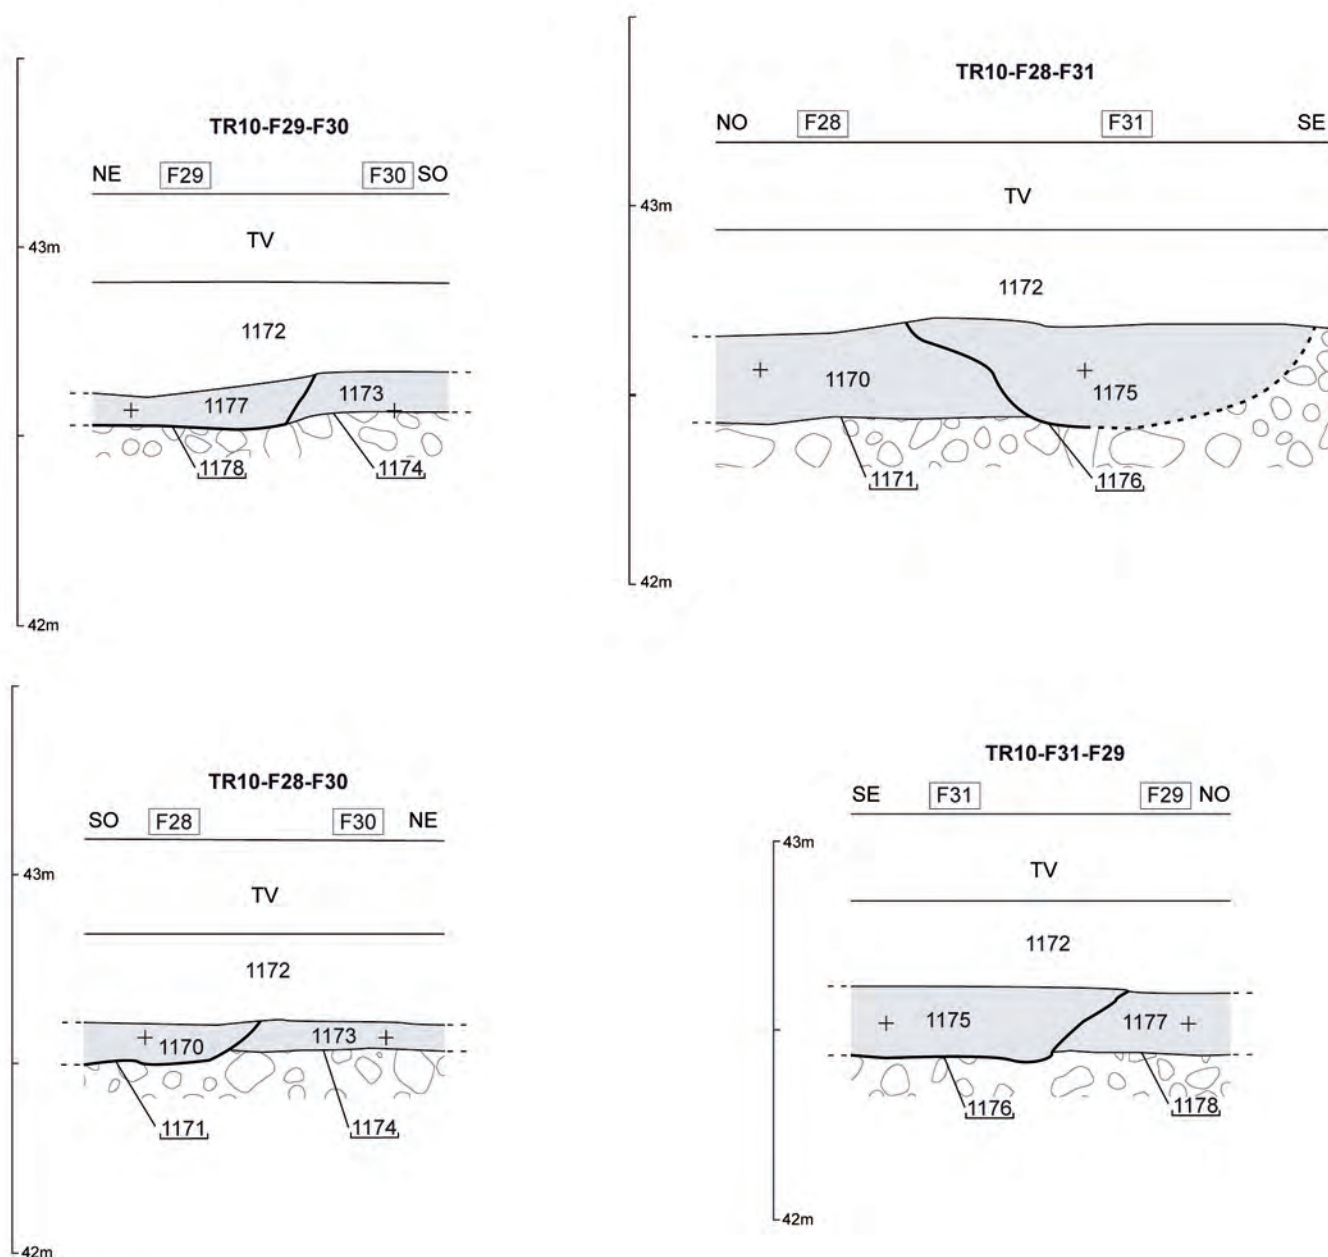 TR10-F29-F30
NE F29 F30 SO
TV
43m
1172
1177 1173
1178 1174
42m
TR10-F28-F31
NO F28 F31 SE
TV
43m
1172
1170 1175
1171 1176
42m
TR10-F28-F30
SO F28 F30 NE
43m
TV
1172
1170 1173
1171 1174
42m
TR10-F31-F29
SE F31 F29 NO
43m
TV
1172
1175 1177
1176 1178
42m